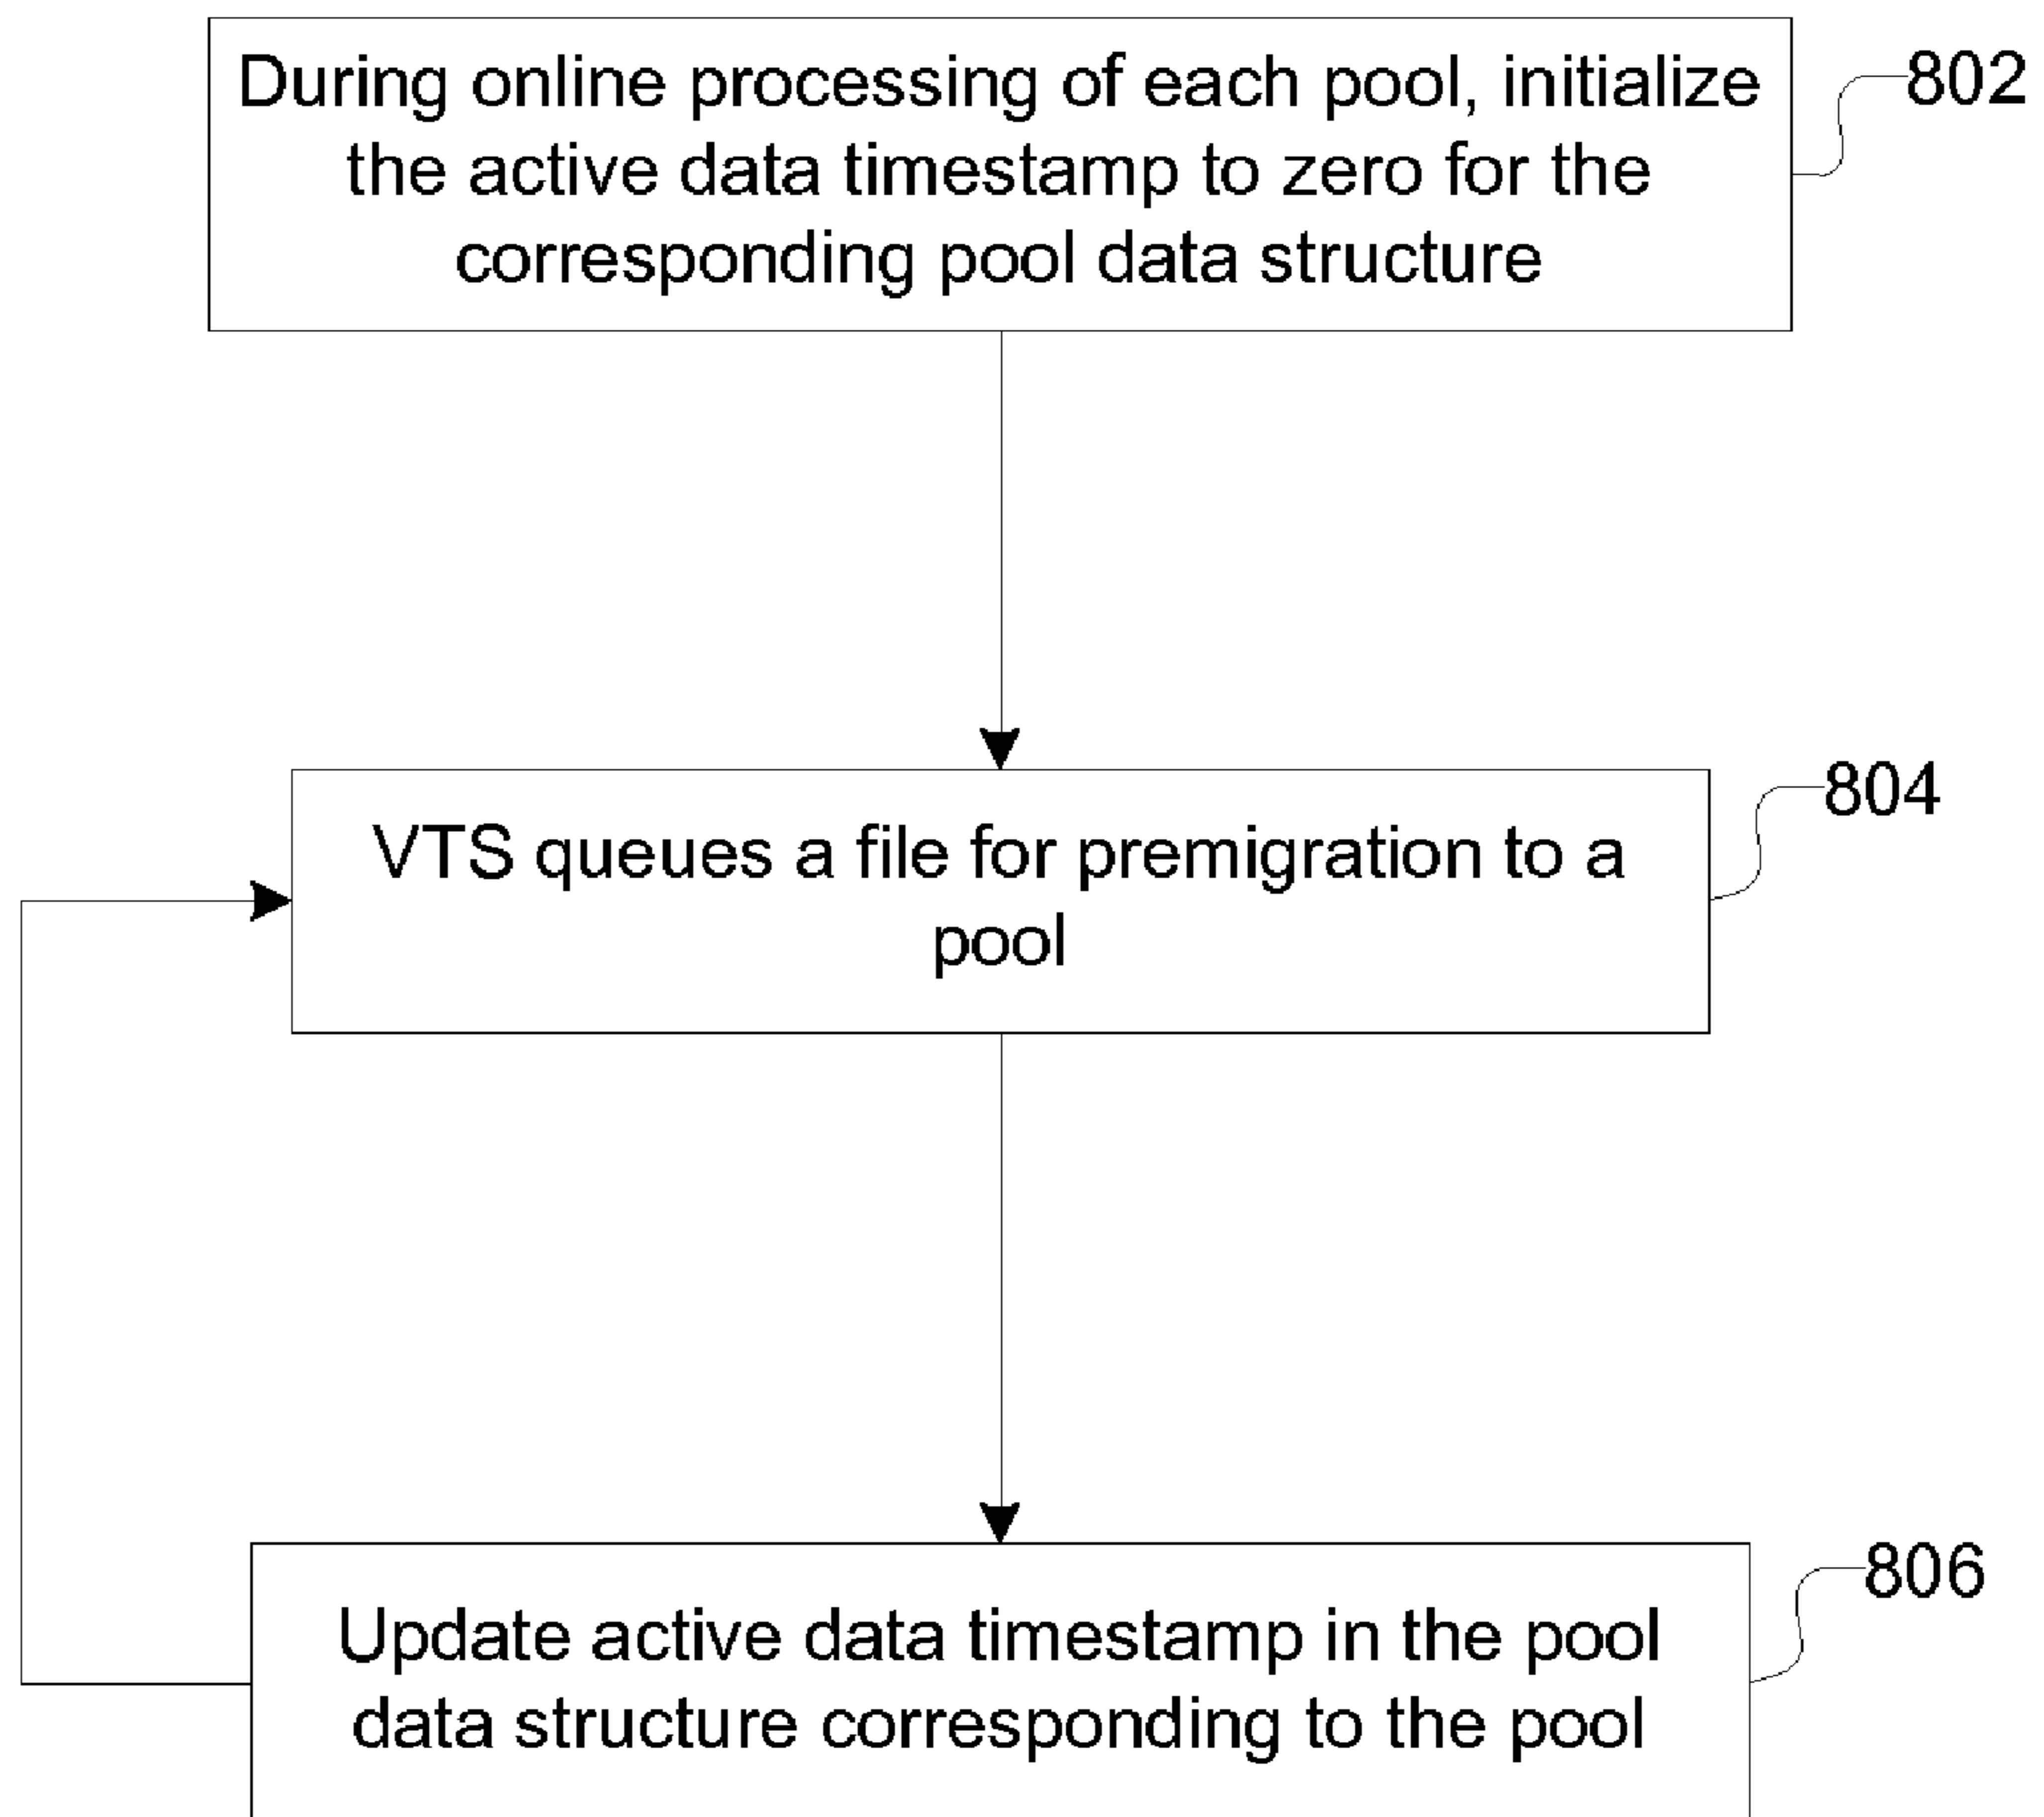 During online processing of each pool, initialize
the active data timestamp to zero for the
corresponding pool data structure
802
VTS queues a file for premigration to a
pool
804
Update active data timestamp in the pool
data structure corresponding to the pool
806